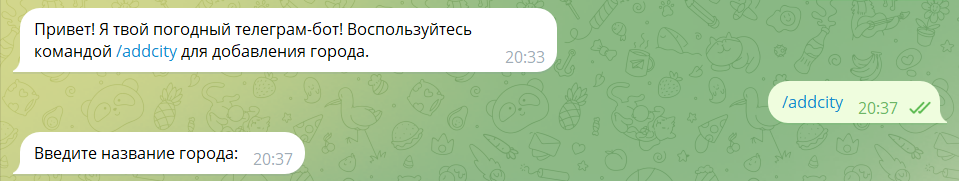 Привет! Я твой погодный телеграм-бот! Воспользуйтесь
командой /addcity для добавления города.
20:33
/addcity 20:37
Введите название города: 20:37